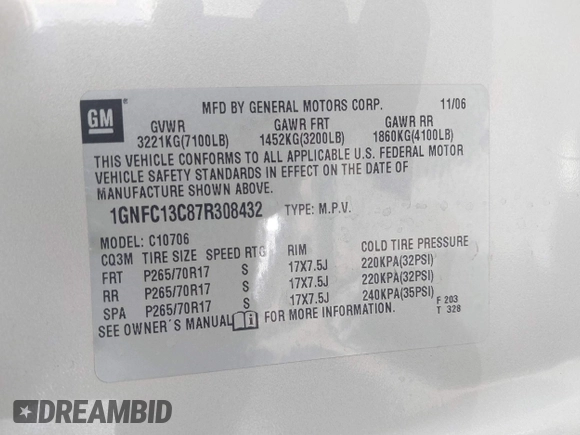 GM
MFD BY GENERAL MOTORS CORP. 11/06
GVWR GAWR FRT GAWR RR
3221KG(7100LB) 1452KG(3200LB) 1860KG(4100LB)
THIS VEHICLE CONFORMS TO ALL APPLICABLE U.S. FEDERAL MOTOR
VEHICLE SAFETY STANDARDS IN EFFECT ON THE DATE OF
MANUFACTURE SHOWN ABOVE.
1GNFC13C87R308432 TYPE: M.P.V.
MODEL: C10706
CQ3M TIRE SIZE SPEED RTG RIM COLD TIRE PRESSURE
FRT P265/70R17 S 17X7.5J 220KPA(32PSI)
RR P265/70R17 S 17X7.5J 220KPA(32PSI)
SPA P265/70R17 S 17X7.5J 240KPA(35PSI)
SEE OWNER'S MANUAL FOR MORE INFORMATION.
F 203
T 328
DREAMBID